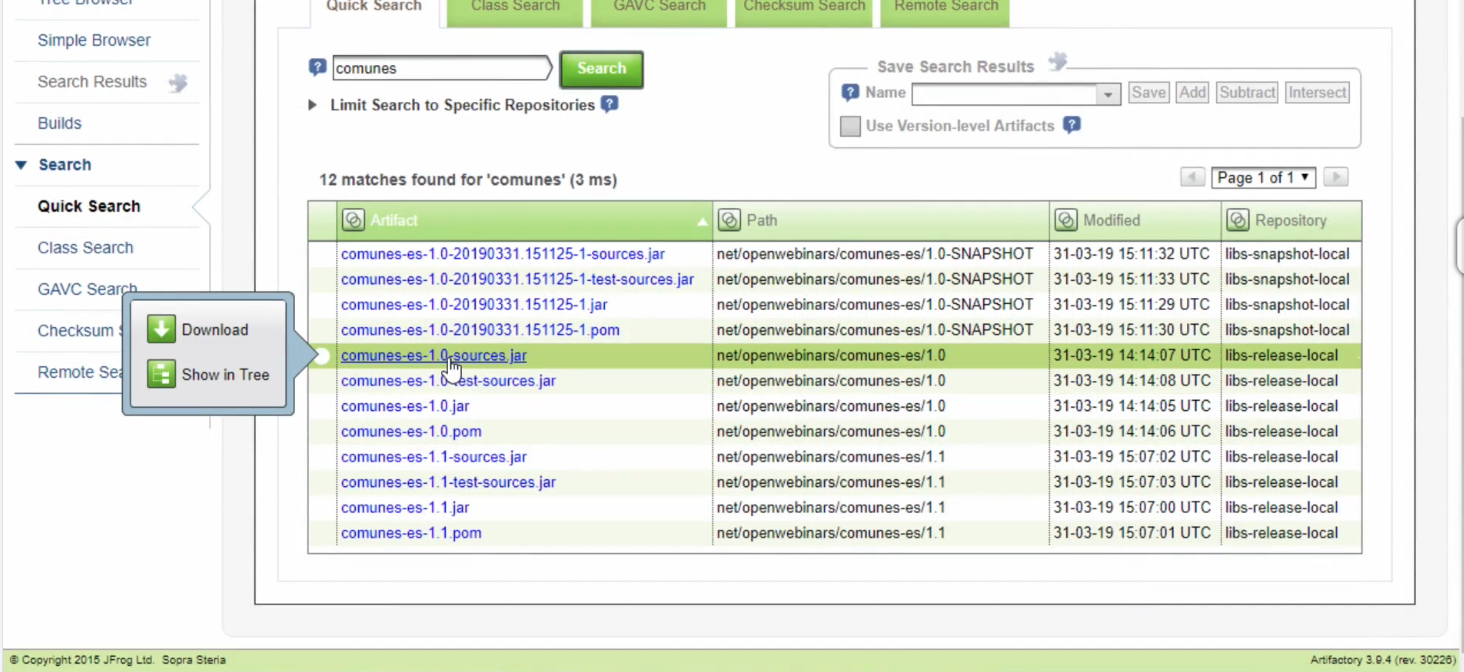 Tree Browser
Simple Browser
Search Results
Builds
Search
Quick Search
Class Search
GAVC Search
Checksum S
Remote Sea
Download
Show in Tree
Quick Search Class Search GAVC Search Checksum Search Remote Search
comunes Search
Limit Search to Specific Repositories
Save Search Results
Name Save Add Subtract Intersect
Use Version-level Artifacts
12 matches found for 'comunes' (3 ms) Page 1 of 1
Artifact Path Modified Repository
comunes-es-1.0-20190331.151125-1-sources.jar net/openwebinars/comunes-es/1.0-SNAPSHOT 31-03-19 15:11:32 UTC libs-snapshot-local
comunes-es-1.0-20190331.151125-1-test-sources.jar net/openwebinars/comunes-es/1.0-SNAPSHOT 31-03-19 15:11:33 UTC libs-snapshot-local
comunes-es-1.0-20190331.151125-1.jar net/openwebinars/comunes-es/1.0-SNAPSHOT 31-03-19 15:11:29 UTC libs-snapshot-local
comunes-es-1.0-20190331.151125-1.pom net/openwebinars/comunes-es/1.0-SNAPSHOT 31-03-19 15:11:30 UTC libs-snapshot-local
comunes-es-1.0-sources.jar net/openwebinars/comunes-es/1.0 31-03-19 14:14:07 UTC libs-release-local
comunes-es-1.0-test-sources.jar net/openwebinars/comunes-es/1.0 31-03-19 14:14:08 UTC libs-release-local
comunes-es-1.0.jar net/openwebinars/comunes-es/1.0 31-03-19 14:14:05 UTC libs-release-local
comunes-es-1.0.pom net/openwebinars/comunes-es/1.0 31-03-19 14:14:06 UTC libs-release-local
comunes-es-1.1-sources.jar net/openwebinars/comunes-es/1.1 31-03-19 15:07:02 UTC libs-release-local
comunes-es-1.1-test-sources.jar net/openwebinars/comunes-es/1.1 31-03-19 15:07:03 UTC libs-release-local
comunes-es-1.1.jar net/openwebinars/comunes-es/1.1 31-03-19 15:07:00 UTC libs-release-local
comunes-es-1.1.pom net/openwebinars/comunes-es/1.1 31-03-19 15:07:01 UTC libs-release-local
© Copyright 2015 JFrog Ltd. Sopra Steria Artifactory 3.9.4 (rev. 30226)